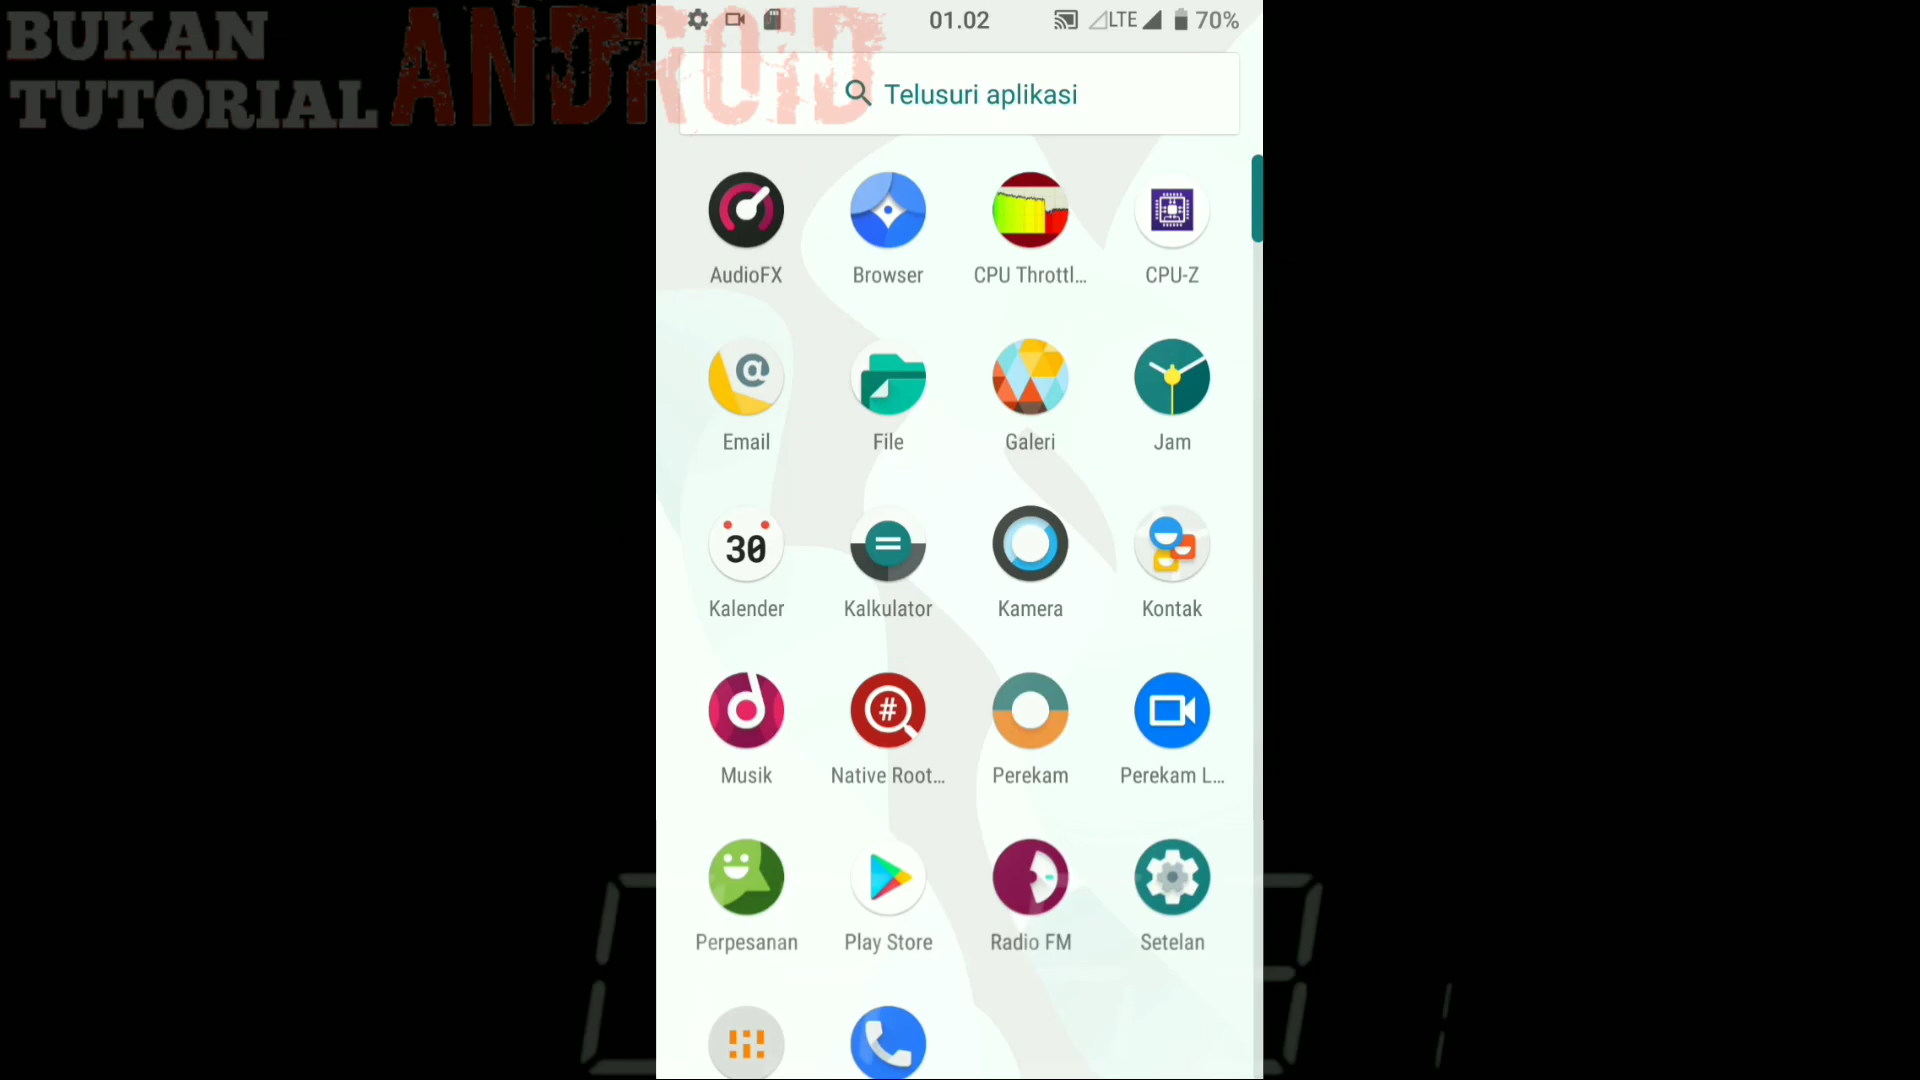 BUKAN
TUTORIAL ANDROID
01.02 LTE 70%
Telusuri aplikasi
AudioFX Browser CPU Throttl... CPU-Z
Email File Galeri Jam
30
Kalender Kalkulator Kamera Kontak
Musik Native Root... Perekam Perekam L...
Perpesanan Play Store Radio FM Setelan